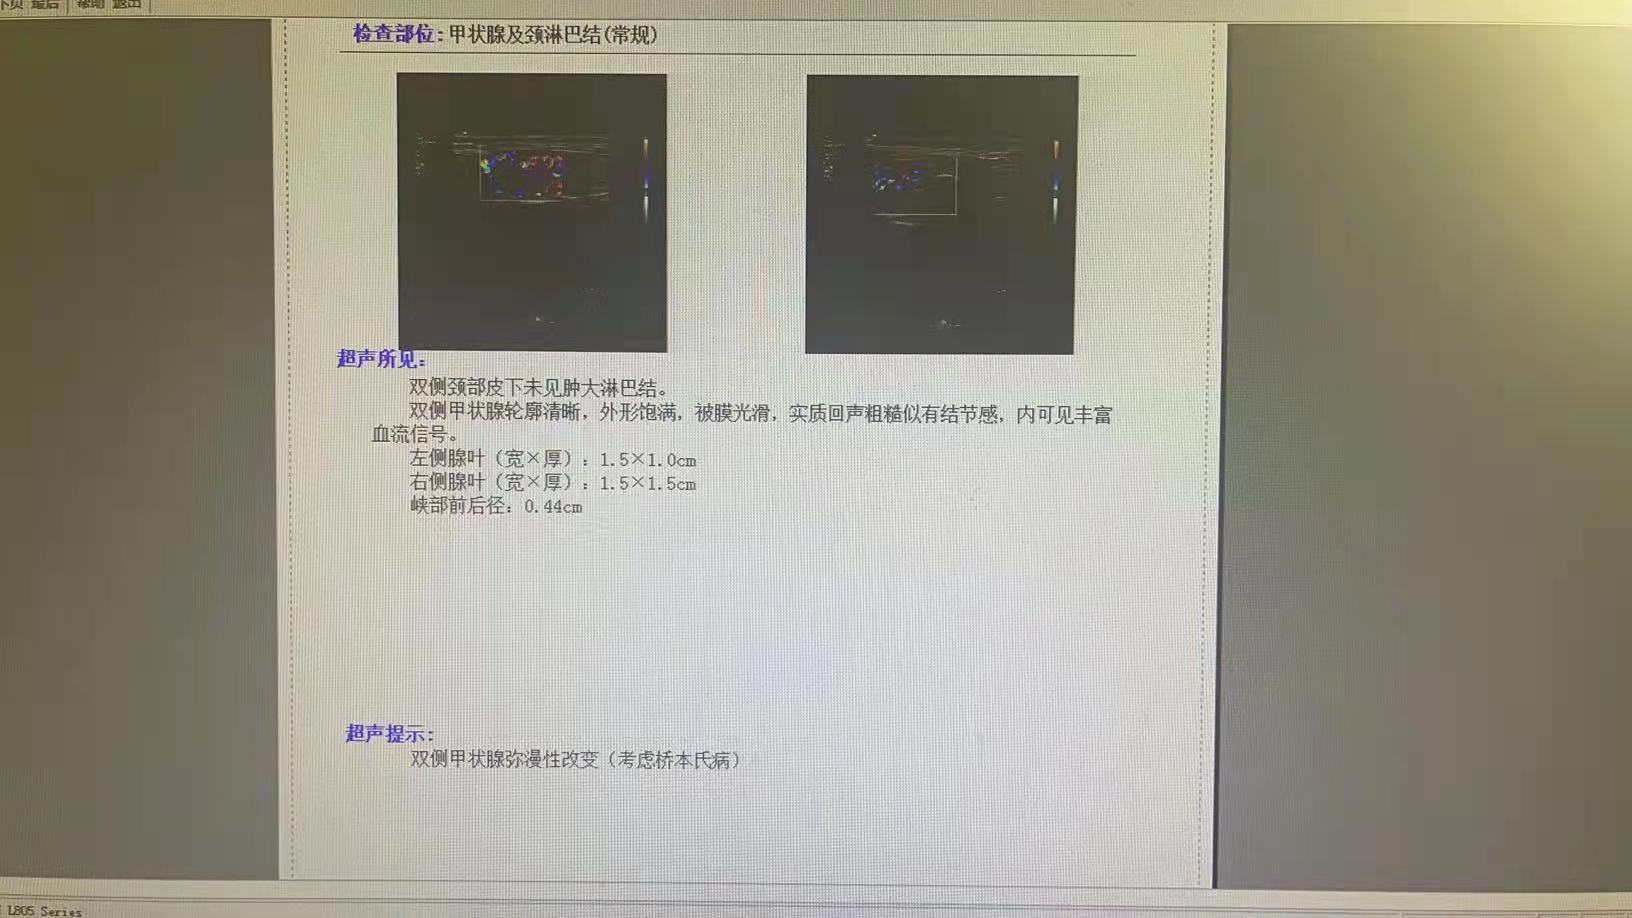 下页 最后 帮助 退出
检查部位:甲状腺及颈淋巴结(常规)
超声所见:
双侧颈部皮下未见肿大淋巴结。
双侧甲状腺轮廓清晰，外形饱满，被膜光滑，实质回声粗糙似有结节感，内可见丰富
血流信号。
左侧腺叶（宽×厚）：1.5×1.0cm
右侧腺叶（宽×厚）：1.5×1.5cm
峡部前后径：0.44cm
超声提示:
双侧甲状腺弥漫性改变（考虑桥本氏病）
L805 Series